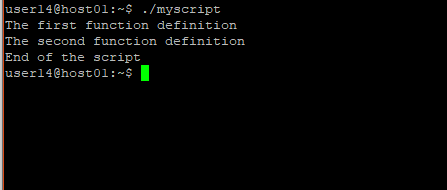 user14@host01:~$ ./myscript
The first function definition
The second function definition
End of the script
user14@host01:~$